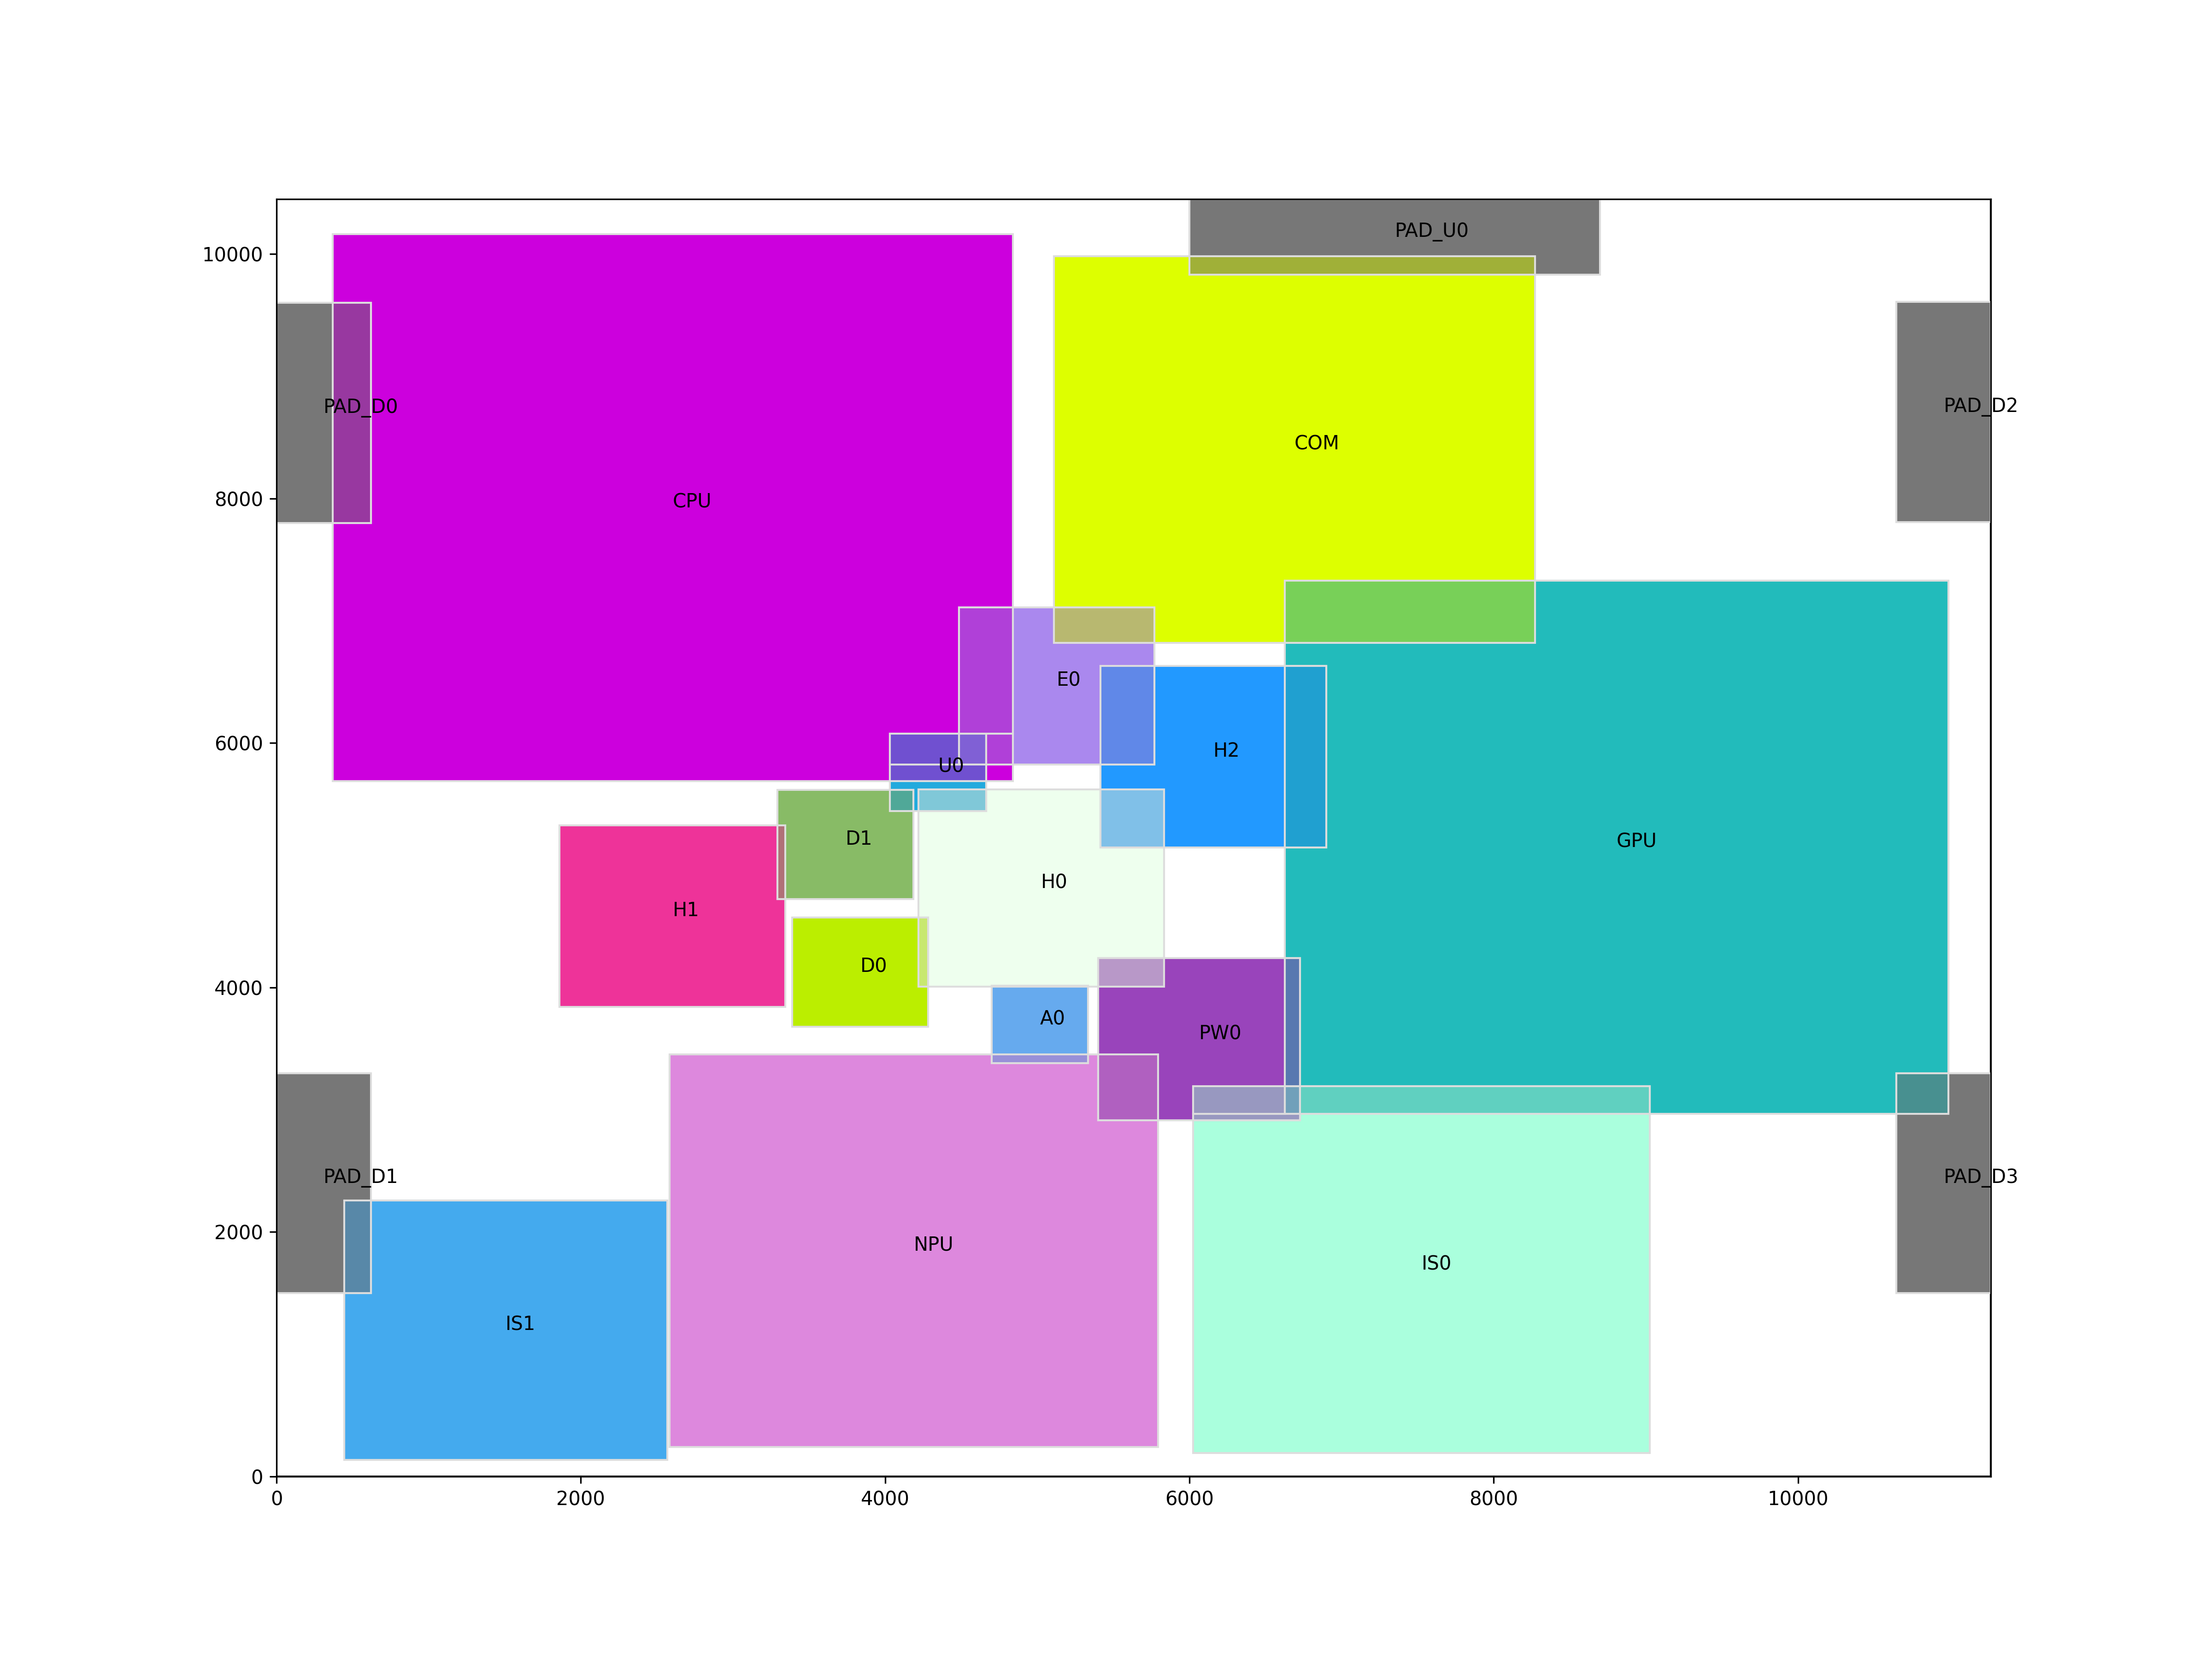 PAD_U0
10000
PAD_D0
PAD_D2
COM
8000
CPU
E0
6000
H2
U0
D1
GPU
H0
H1
D0
4000
A0
PW0
PAD_D1
PAD_D3
2000
NPU
IS0
IS1
0
0 2000 4000 6000 8000 10000